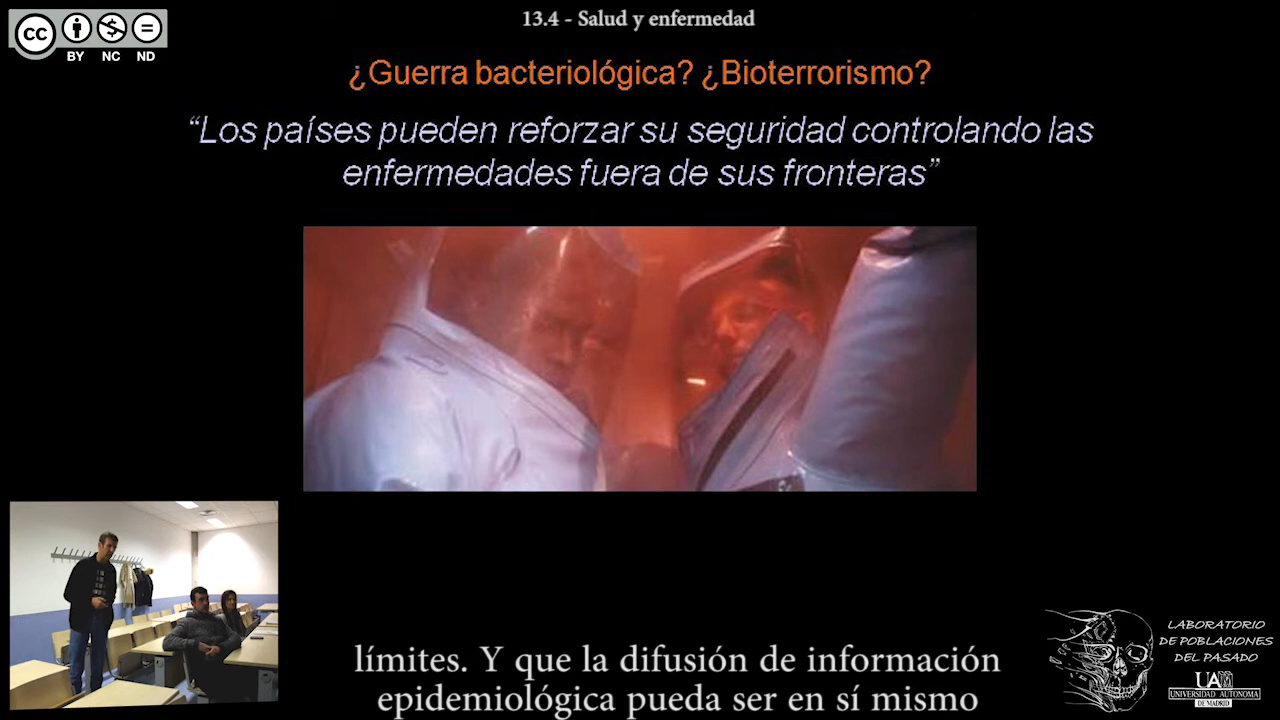 13.4 - Salud y enfermedad
cc
BY NC ND
¿Guerra bacteriológica? ¿Bioterrorismo?
“Los países pueden reforzar su seguridad controlando las
enfermedades fuera de sus fronteras”
límites. Y que la difusión de información
epidemiológica pueda ser en sí mismo
LABORATORIO
DE POBLACIONES
DEL PASADO
UAM
UNIVERSIDAD AUTONOMA
DE MADRID